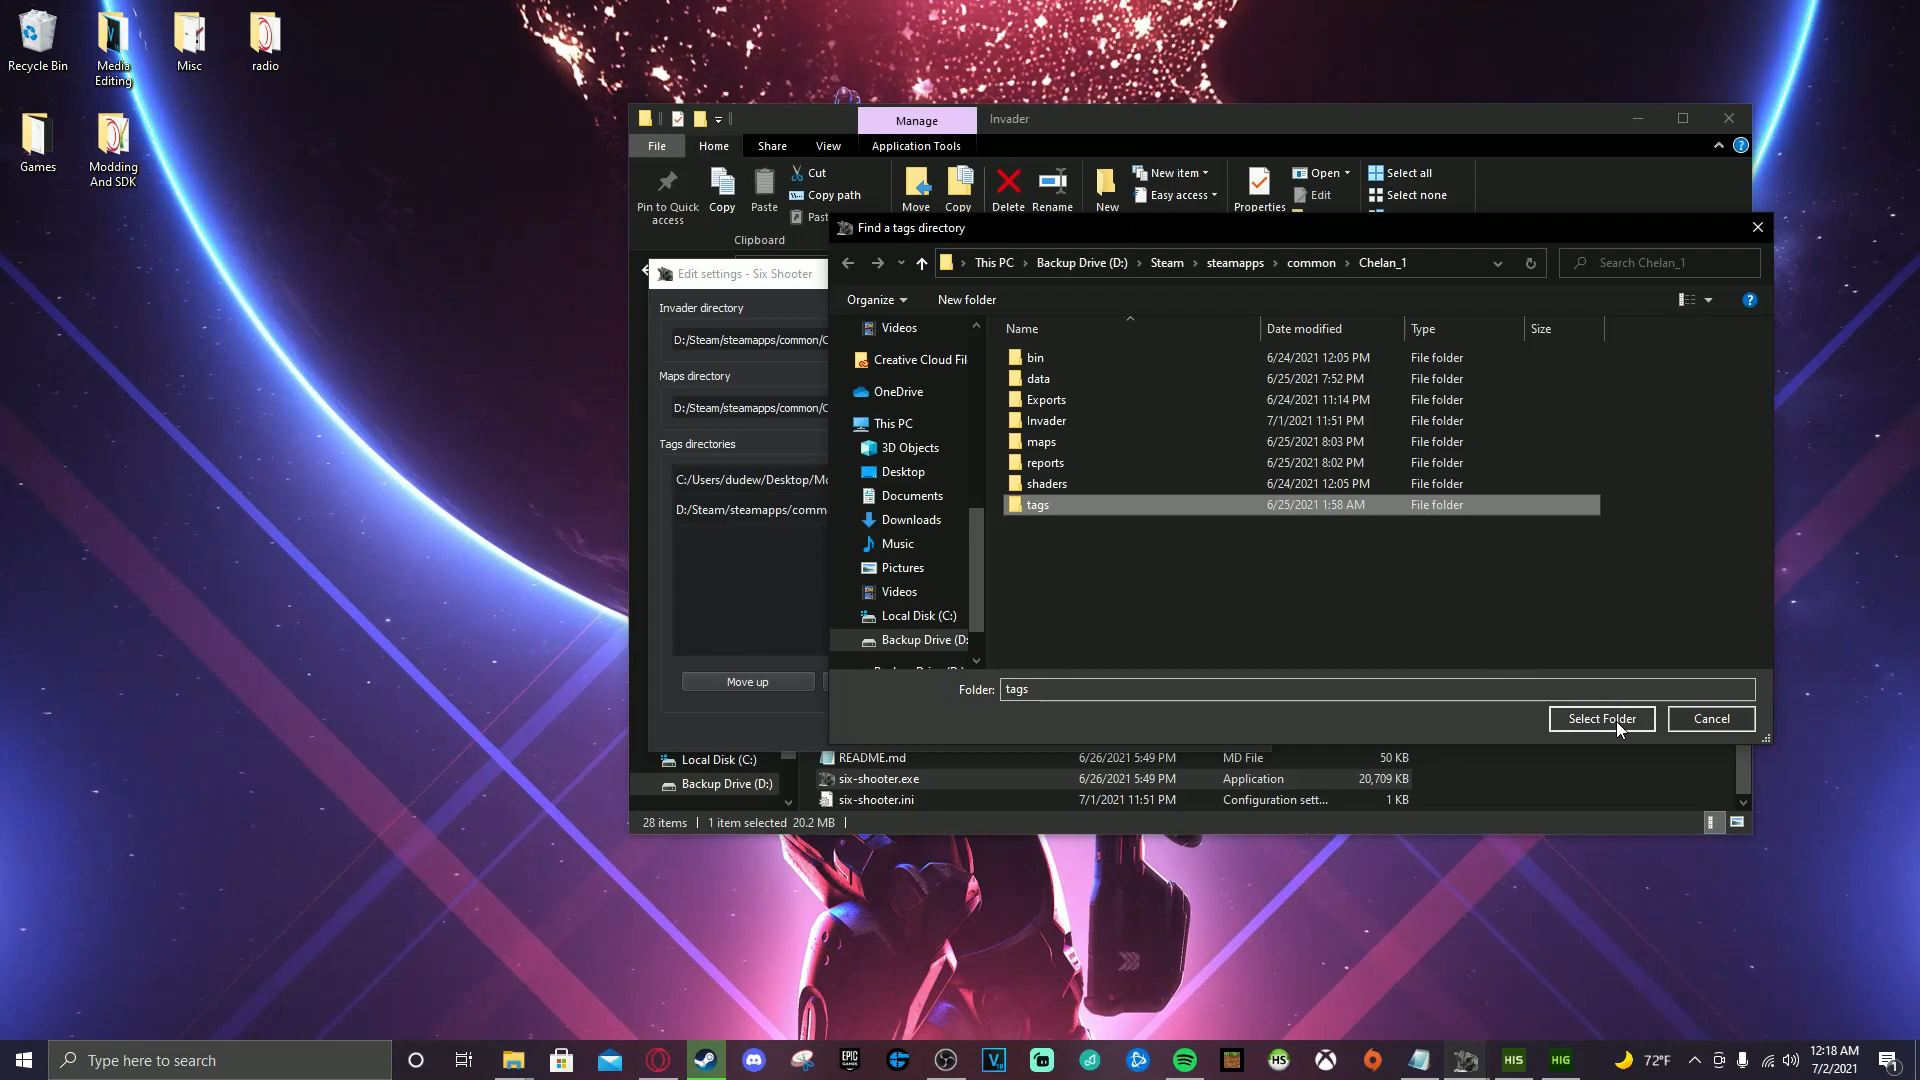 Recycle Bin
Media Editing
Misc
radio
Games
Modding And SDK
Manage
Invader
File
Home
Share
View
Application Tools
Pin to Quick access
Copy
Paste
Cut
Copy path
Clipboard
Move
Copy
Delete
Rename
New
New item
Easy access
Properties
Open
Edit
Select all
Select none
Edit settings - Six Shooter
Invader directory
D:/Steam/steamapps/common/C
Maps directory
D:/Steam/steamapps/common/C
Tags directories
C:/Users/dudew/Desktop/Mo
D:/Steam/steamapps/comm
Move up
Find a tags directory
This PC › Backup Drive (D:) › Steam › steamapps › common › Chelan_1
Search Chelan_1
Organize
New folder
Videos
Creative Cloud Fil
OneDrive
This PC
3D Objects
Desktop
Documents
Downloads
Music
Pictures
Videos
Local Disk (C:)
Backup Drive (D:
Name Date modified Type Size
bin 6/24/2021 12:05 PM File folder
data 6/25/2021 7:52 PM File folder
Exports 6/24/2021 11:14 PM File folder
Invader 7/1/2021 11:51 PM File folder
maps 6/25/2021 8:03 PM File folder
reports 6/25/2021 8:02 PM File folder
shaders 6/24/2021 12:05 PM File folder
tags 6/25/2021 1:58 AM File folder
Folder: tags
Select Folder
Cancel
Local Disk (C:)
Backup Drive (D:)
README.md 6/26/2021 5:49 PM MD File 50 KB
six-shooter.exe 6/26/2021 5:49 PM Application 20,709 KB
six-shooter.ini 7/1/2021 11:51 PM Configuration sett... 1 KB
28 items 1 item selected 20.2 MB
Type here to search
EPIC GAMES
HS
HIS
HIG
72°F
12:18 AM
7/2/2021
1